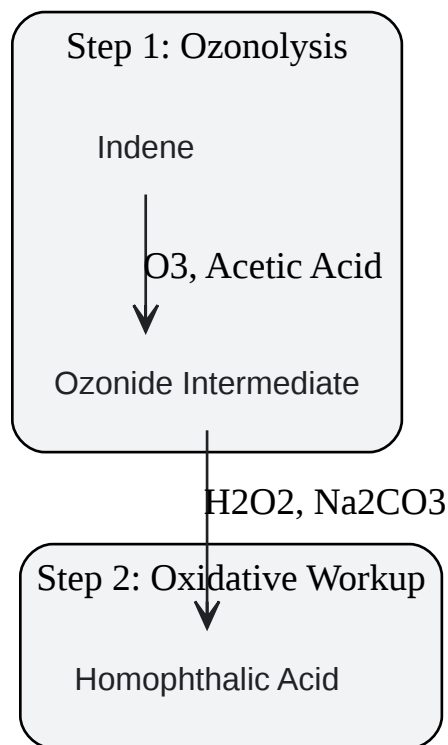 Step 1: Ozonolysis
Indene
O3, Acetic Acid
Ozonide Intermediate
H2O2, Na2CO3
Step 2: Oxidative Workup
Homophthalic Acid